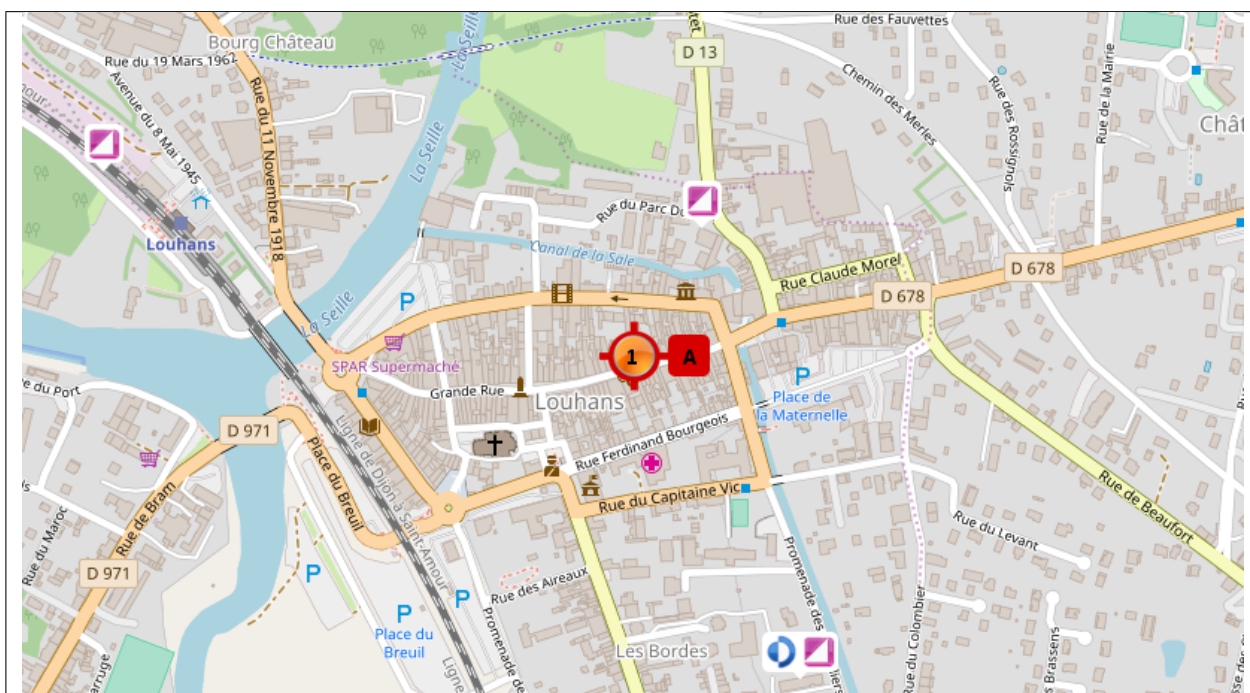 Rue des Fauvettes
Bourg Château
La Seille
D 13
Rue du 19 Mars 1962
Avenue du 8 Mai 1945
Rue du 11 Novembre 1918
Chemin des Merles
Rue des Rossignols
Rue de la Mairie
Chât
La Seille
Rue du Parc
Louhans
Canal de la Sale
Rue Claude Morel
D 678
D 678
P
La Seille
SPAR Supermaché
1
A
Grande Rue
Louhans
P
Place de
la Maternelle
ue du Port
D 971
Place du Breuil
Ligne de Dijon à Saint-Amour
Rue Ferdinand Bourgeois
Rue du Capitaine Vic
Rue de Bram
Rue du Maroc
D 971
Rue de Beaufort
Rue du Levant
P
P
P
Place du
Breuil
Rue des Aireaux
Promenade des
Promenade de
Ligne
Les Bordes
Rue du Colombier
Brassens